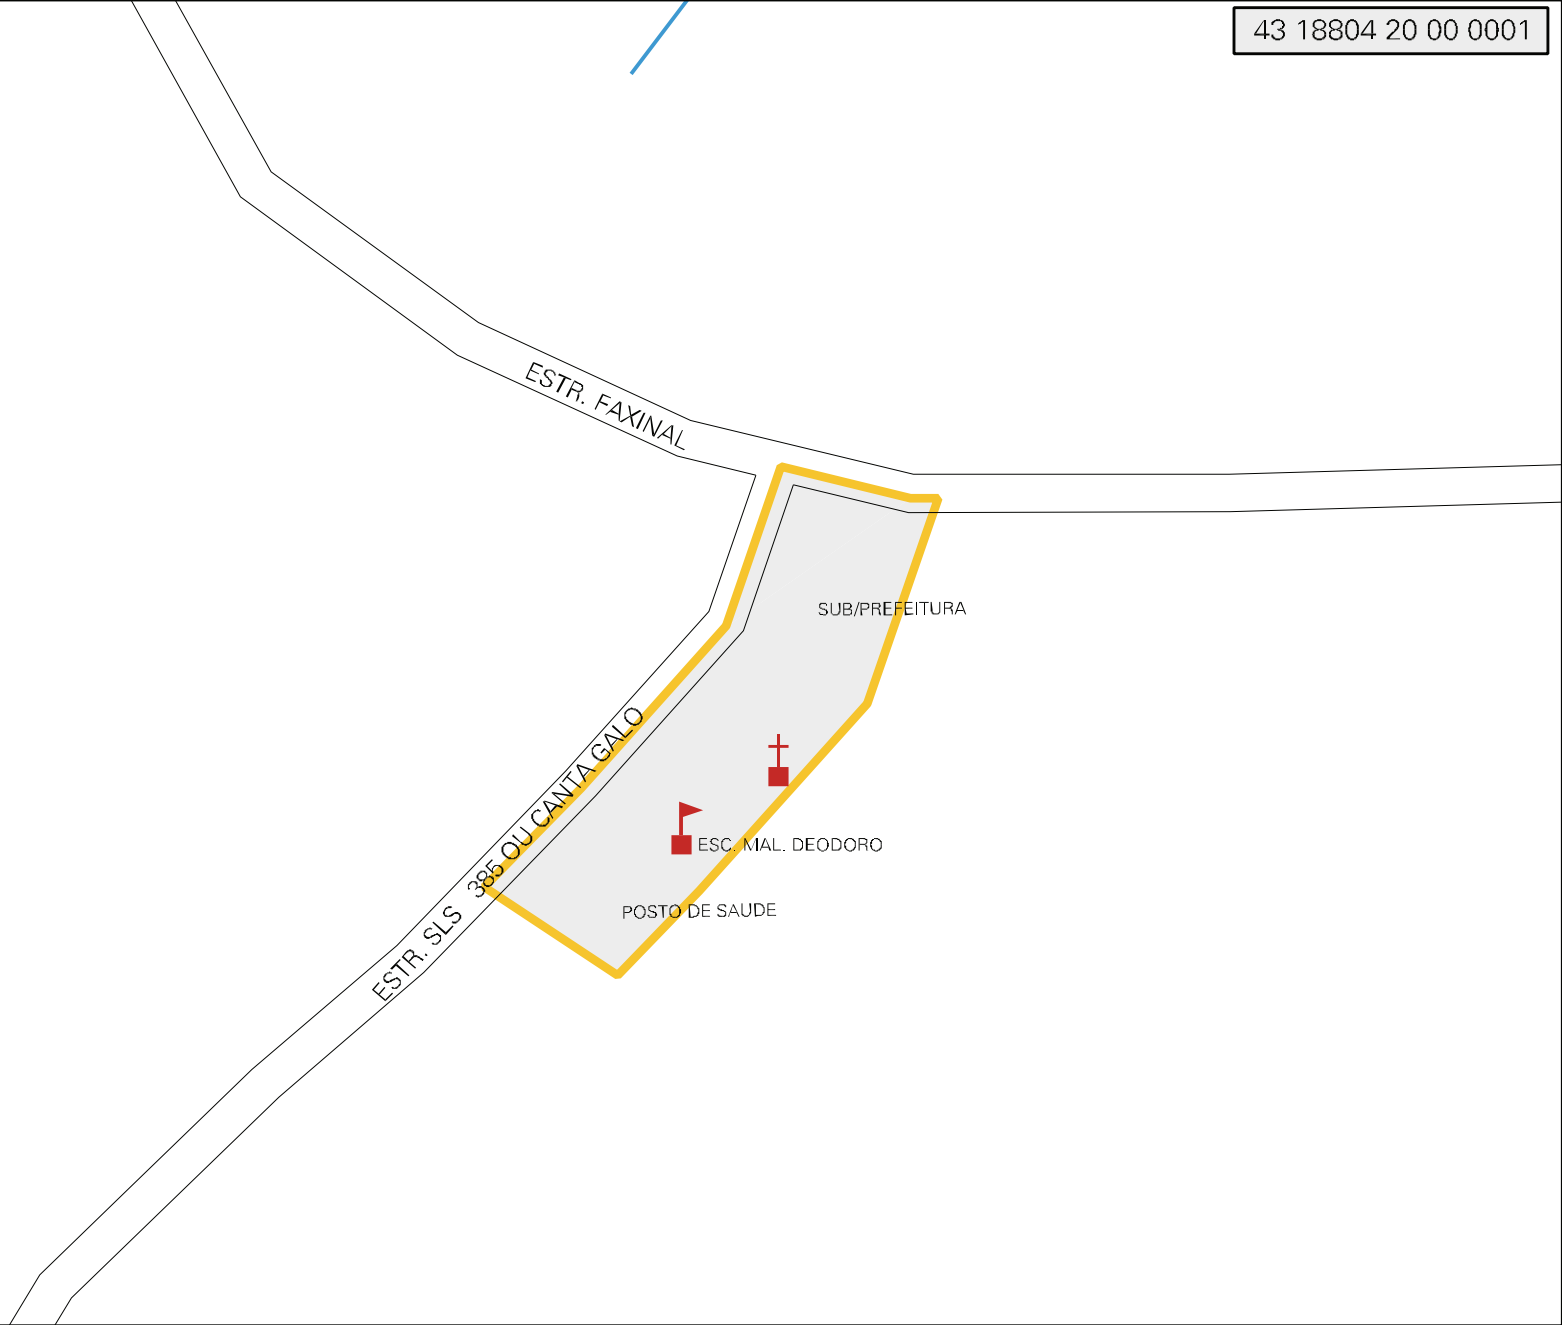 43 18804 20 00 0001
ESTR. FAXINAL
SUB/PREFEITURA
ESTR. SLS 385 OU CANTA GALO
ESC. MAL. DEODORO
POSTO DE SAUDE